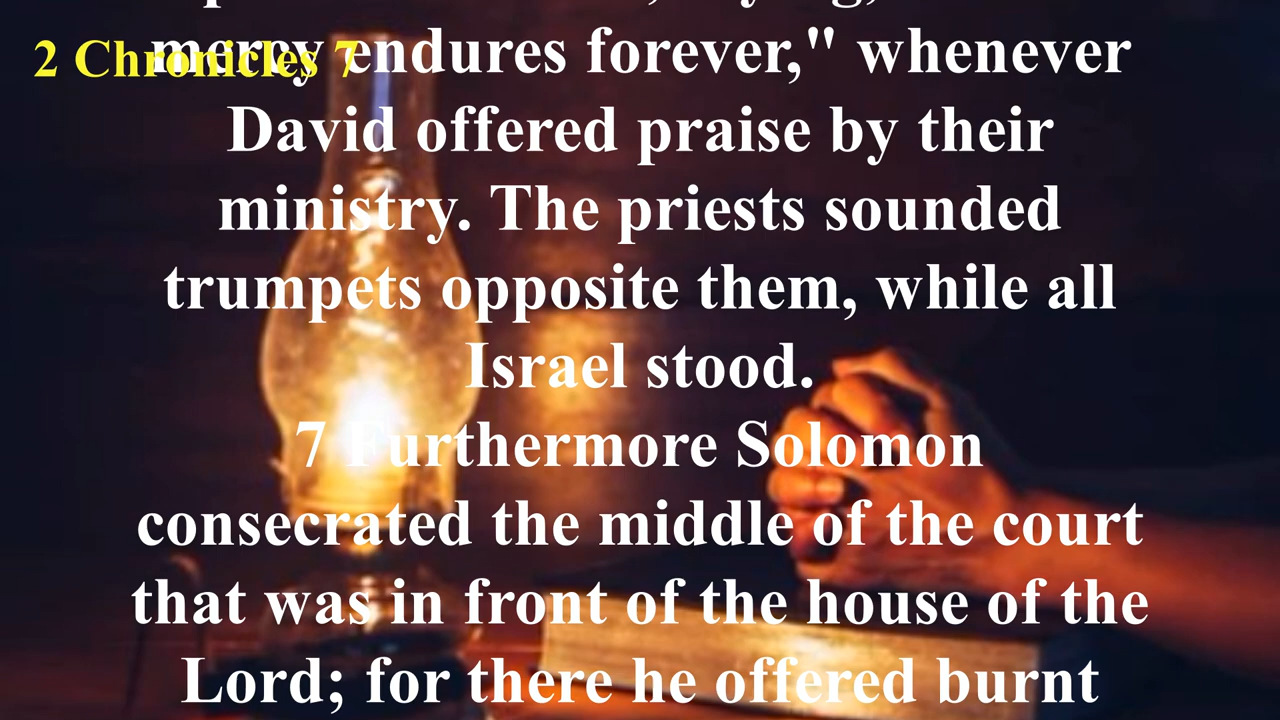 2 Chronicles 7
mercy endures forever," whenever
David offered praise by their
ministry. The priests sounded
trumpets opposite them, while all
Israel stood.
7 Furthermore Solomon
consecrated the middle of the court
that was in front of the house of the
Lord; for there he offered burnt